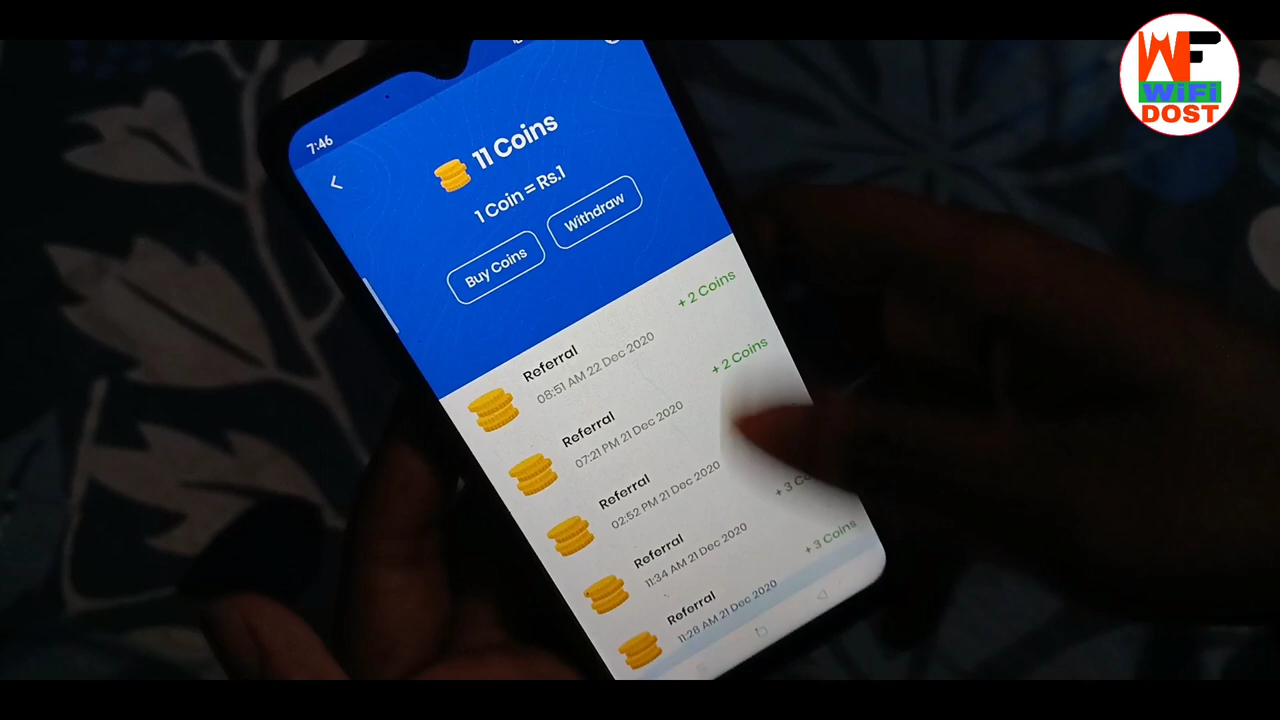 WF
WiFi
DOST
7:46
11 Coins
1 Coin = Rs.1
Buy Coins
Withdraw
Referral
+ 2 Coins
08:51 AM 22 Dec 2020
Referral
+ 2 Coins
07:21 PM 21 Dec 2020
Referral
02:52 PM 21 Dec 2020
Referral
+ 3
11:34 AM 21 Dec 2020
Referral
+ 3 Coins
11:28 AM 21 Dec 2020